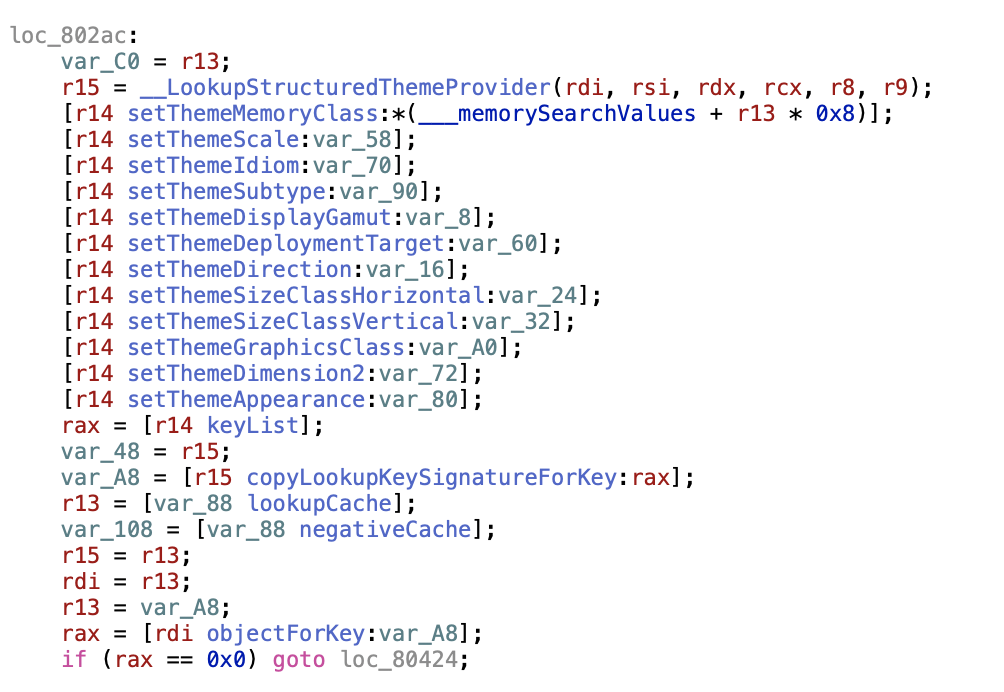 loc_802ac:
    var_C0 = r13;
    r15 = __LookupStructuredThemeProvider(rdi, rsi, rdx, rcx, r8, r9);
    [r14 setThemeMemoryClass:*(___memorySearchValues + r13 * 0x8)];
    [r14 setThemeScale:var_58];
    [r14 setThemeIdiom:var_70];
    [r14 setThemeSubtype:var_90];
    [r14 setThemeDisplayGamut:var_8];
    [r14 setThemeDeploymentTarget:var_60];
    [r14 setThemeDirection:var_16];
    [r14 setThemeSizeClassHorizontal:var_24];
    [r14 setThemeSizeClassVertical:var_32];
    [r14 setThemeGraphicsClass:var_A0];
    [r14 setThemeDimension2:var_72];
    [r14 setThemeAppearance:var_80];
    rax = [r14 keyList];
    var_48 = r15;
    var_A8 = [r15 copyLookupKeySignatureForKey:rax];
    r13 = [var_88 lookupCache];
    var_108 = [var_88 negativeCache];
    r15 = r13;
    rdi = r13;
    r13 = var_A8;
    rax = [rdi objectForKey:var_A8];
    if (rax == 0x0) goto loc_80424;